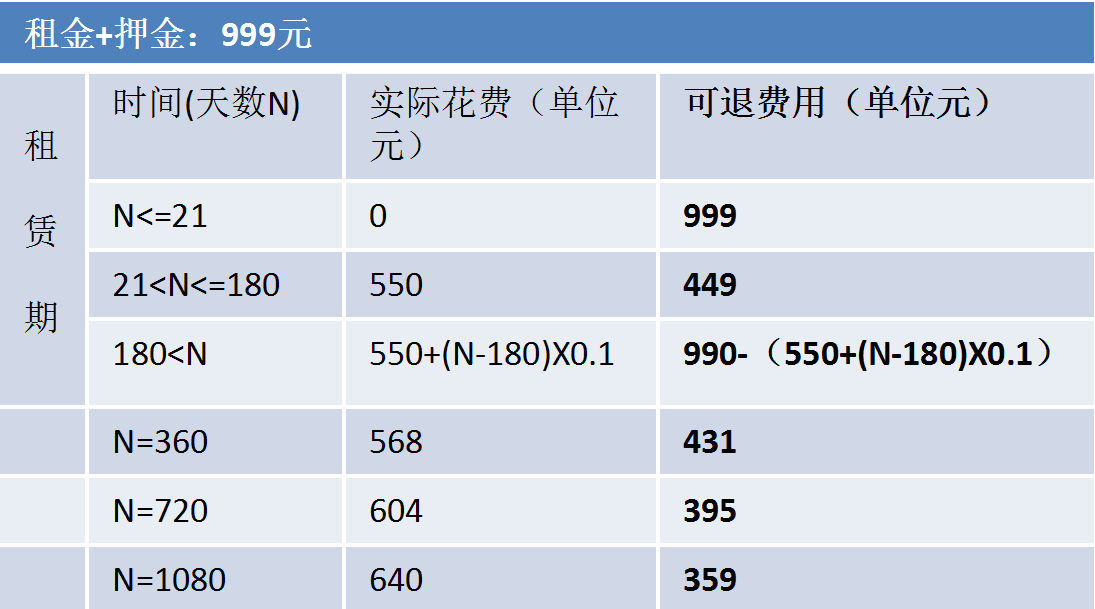 租金+押金：999元
租
赁
期
时间(天数N)
实际花费（单位
元）
可退费用（单位元）
N<=21
0
999
21<N<=180
550
449
180<N
550+(N-180)X0.1
990-（550+(N-180)X0.1）
N=360
568
431
N=720
604
395
N=1080
640
359